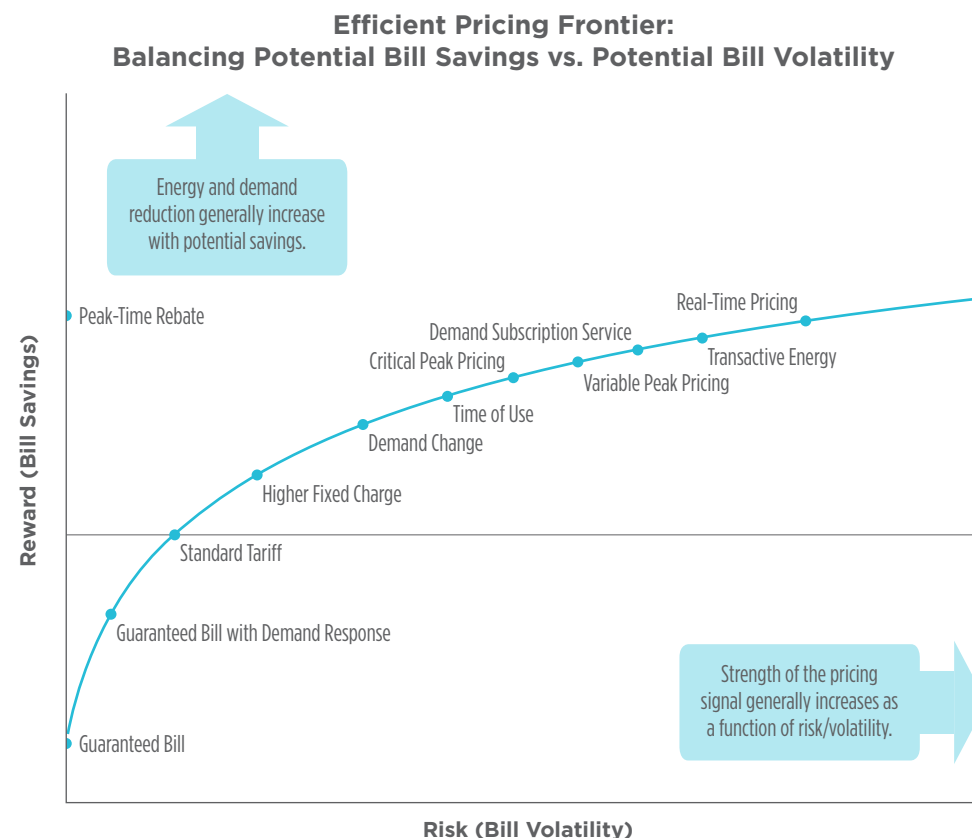 Efficient Pricing Frontier:
Balancing Potential Bill Savings vs. Potential Bill Volatility
Energy and demand
reduction generally increase
with potential savings.
Peak-Time Rebate
Real-Time Pricing
Demand Subscription Service
Transactive Energy
Critical Peak Pricing
Variable Peak Pricing
Time of Use
Demand Change
Higher Fixed Charge
Standard Tariff
Guaranteed Bill with Demand Response
Guaranteed Bill
Strength of the pricing
signal generally increases as
a function of risk/volatility.
Reward (Bill Savings)
Risk (Bill Volatility)